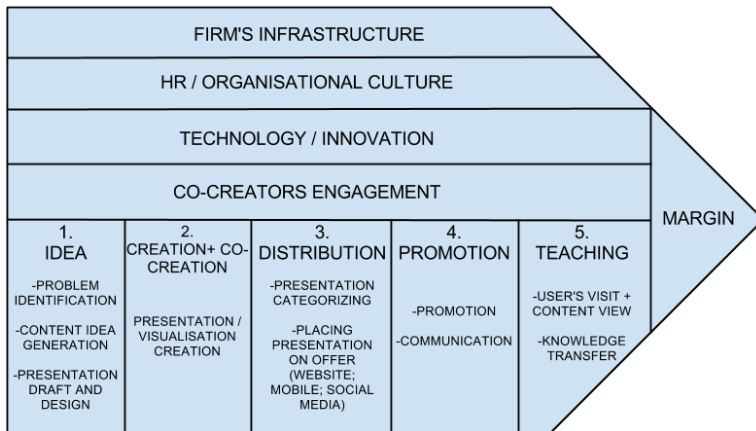 FIRM'S INFRASTRUCTURE
HR / ORGANISATIONAL CULTURE
TECHNOLOGY / INNOVATION
CO-CREATORS ENGAGEMENT
MARGIN
1.
IDEA
-PROBLEM
IDENTIFICATION
-CONTENT IDEA
GENERATION
-PRESENTATION
DRAFT AND
DESIGN
2.
CREATION+ CO-
CREATION
PRESENTATION /
VISUALISATION
CREATION
3.
DISTRIBUTION
-PRESENTATION
CATEGORIZING
-PLACING
PRESENTATION
ON OFFER
(WEBSITE;
MOBILE; SOCIAL
MEDIA)
4.
PROMOTION
-PROMOTION
-COMMUNICATION
5.
TEACHING
-USER'S VISIT +
CONTENT VIEW
-KNOWLEDGE
TRANSFER